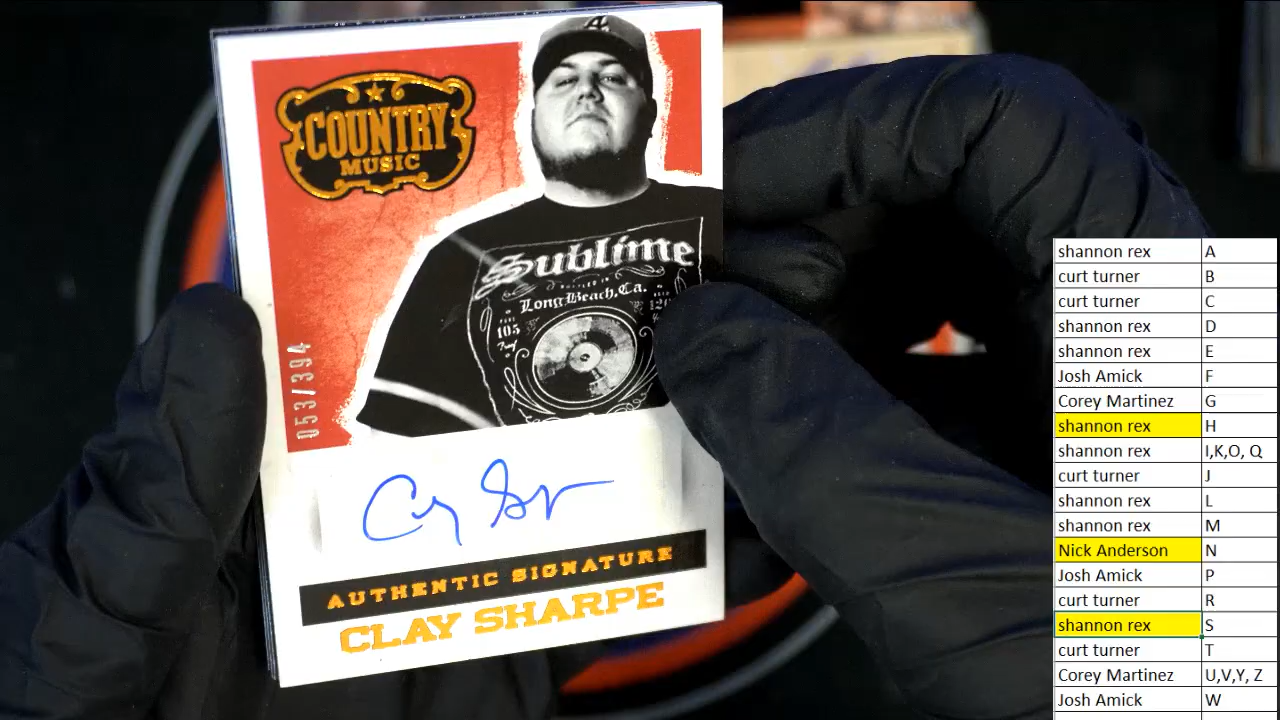 COUNTRY
MUSIC
Sublime
Long Beach, Ca.
105
053/394
AUTHENTIC SIGNATURE
CLAY SHARPE
shannon rex A
curt turner B
curt turner C
shannon rex D
shannon rex E
Josh Amick F
Corey Martinez G
shannon rex H
shannon rex I,K,O, Q
curt turner J
shannon rex L
shannon rex M
Nick Anderson N
Josh Amick P
curt turner R
shannon rex S
curt turner T
Corey Martinez U,V,Y, Z
Josh Amick W